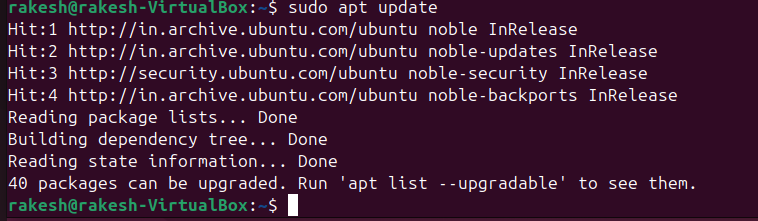 rakesh@rakesh-VirtualBox:~$ sudo apt update
Hit:1 http://in.archive.ubuntu.com/ubuntu noble InRelease
Hit:2 http://in.archive.ubuntu.com/ubuntu noble-updates InRelease
Hit:3 http://security.ubuntu.com/ubuntu noble-security InRelease
Hit:4 http://in.archive.ubuntu.com/ubuntu noble-backports InRelease
Reading package lists... Done
Building dependency tree... Done
Reading state information... Done
40 packages can be upgraded. Run 'apt list --upgradable' to see them.
rakesh@rakesh-VirtualBox:~$